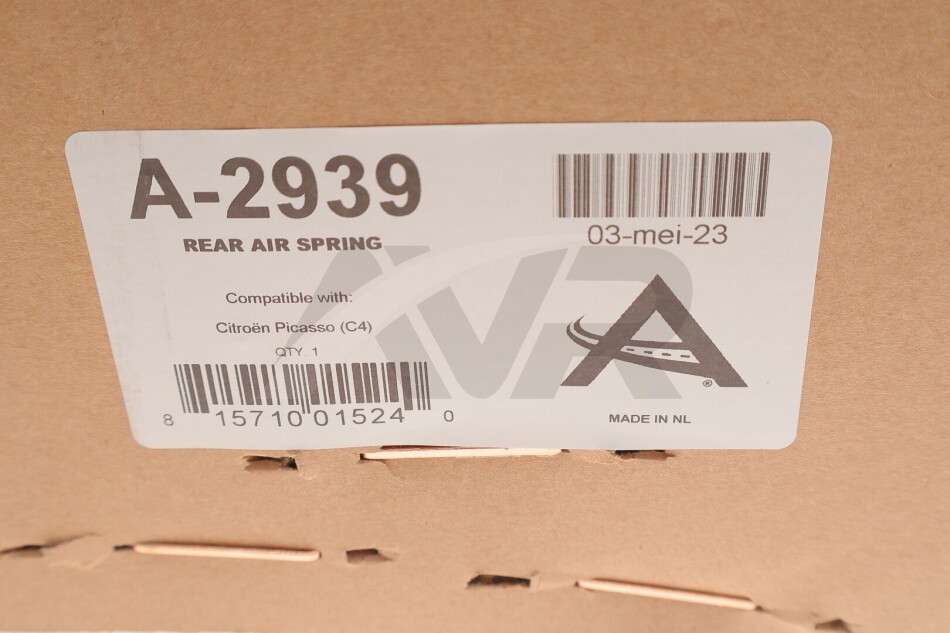 A-2939
REAR AIR SPRING
03-mei-23
Compatible with:
Citroën Picasso (C4)
QTY. 1
8 15710 01524 0
AVR
®
MADE IN NL